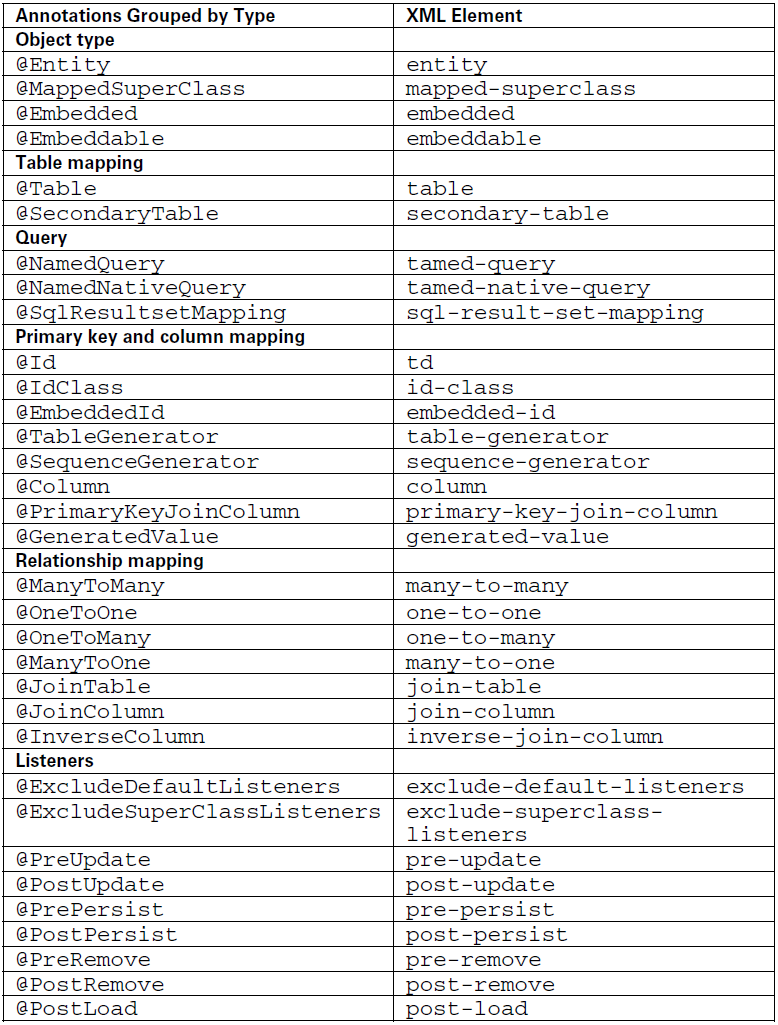 Annotations Grouped by Type XML Element
Object type
@Entity entity
@MappedSuperClass mapped-superclass
@Embedded embedded
@Embeddable embeddable
Table mapping
@Table table
@SecondaryTable secondary-table
Query
@NamedQuery tamed-query
@NamedNativeQuery tamed-native-query
@SqlResultsetMapping sql-result-set-mapping
Primary key and column mapping
@Id td
@IdClass id-class
@EmbeddedId embedded-id
@TableGenerator table-generator
@SequenceGenerator sequence-generator
@Column column
@PrimaryKeyJoinColumn primary-key-join-column
@GeneratedValue generated-value
Relationship mapping
@ManyToMany many-to-many
@OneToOne one-to-one
@OneToMany one-to-many
@ManyToOne many-to-one
@JoinTable join-table
@JoinColumn join-column
@InverseColumn inverse-join-column
Listeners
@ExcludeDefaultListeners exclude-default-listeners
@ExcludeSuperClassListeners exclude-superclass-
listeners
@PreUpdate pre-update
@PostUpdate post-update
@PrePersist pre-persist
@PostPersist post-persist
@PreRemove pre-remove
@PostRemove post-remove
@PostLoad post-load